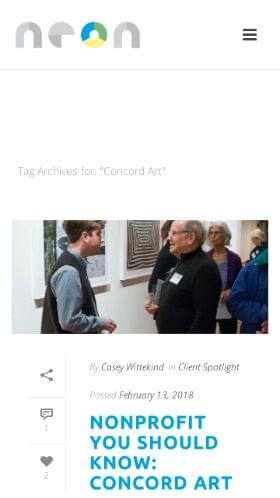 neon
Tag Archives for: "Concord Art"
By Casey Wittekind in Client Spotlight
1
Posted February 13, 2018
2
NONPROFIT
YOU SHOULD
KNOW:
CONCORD ART